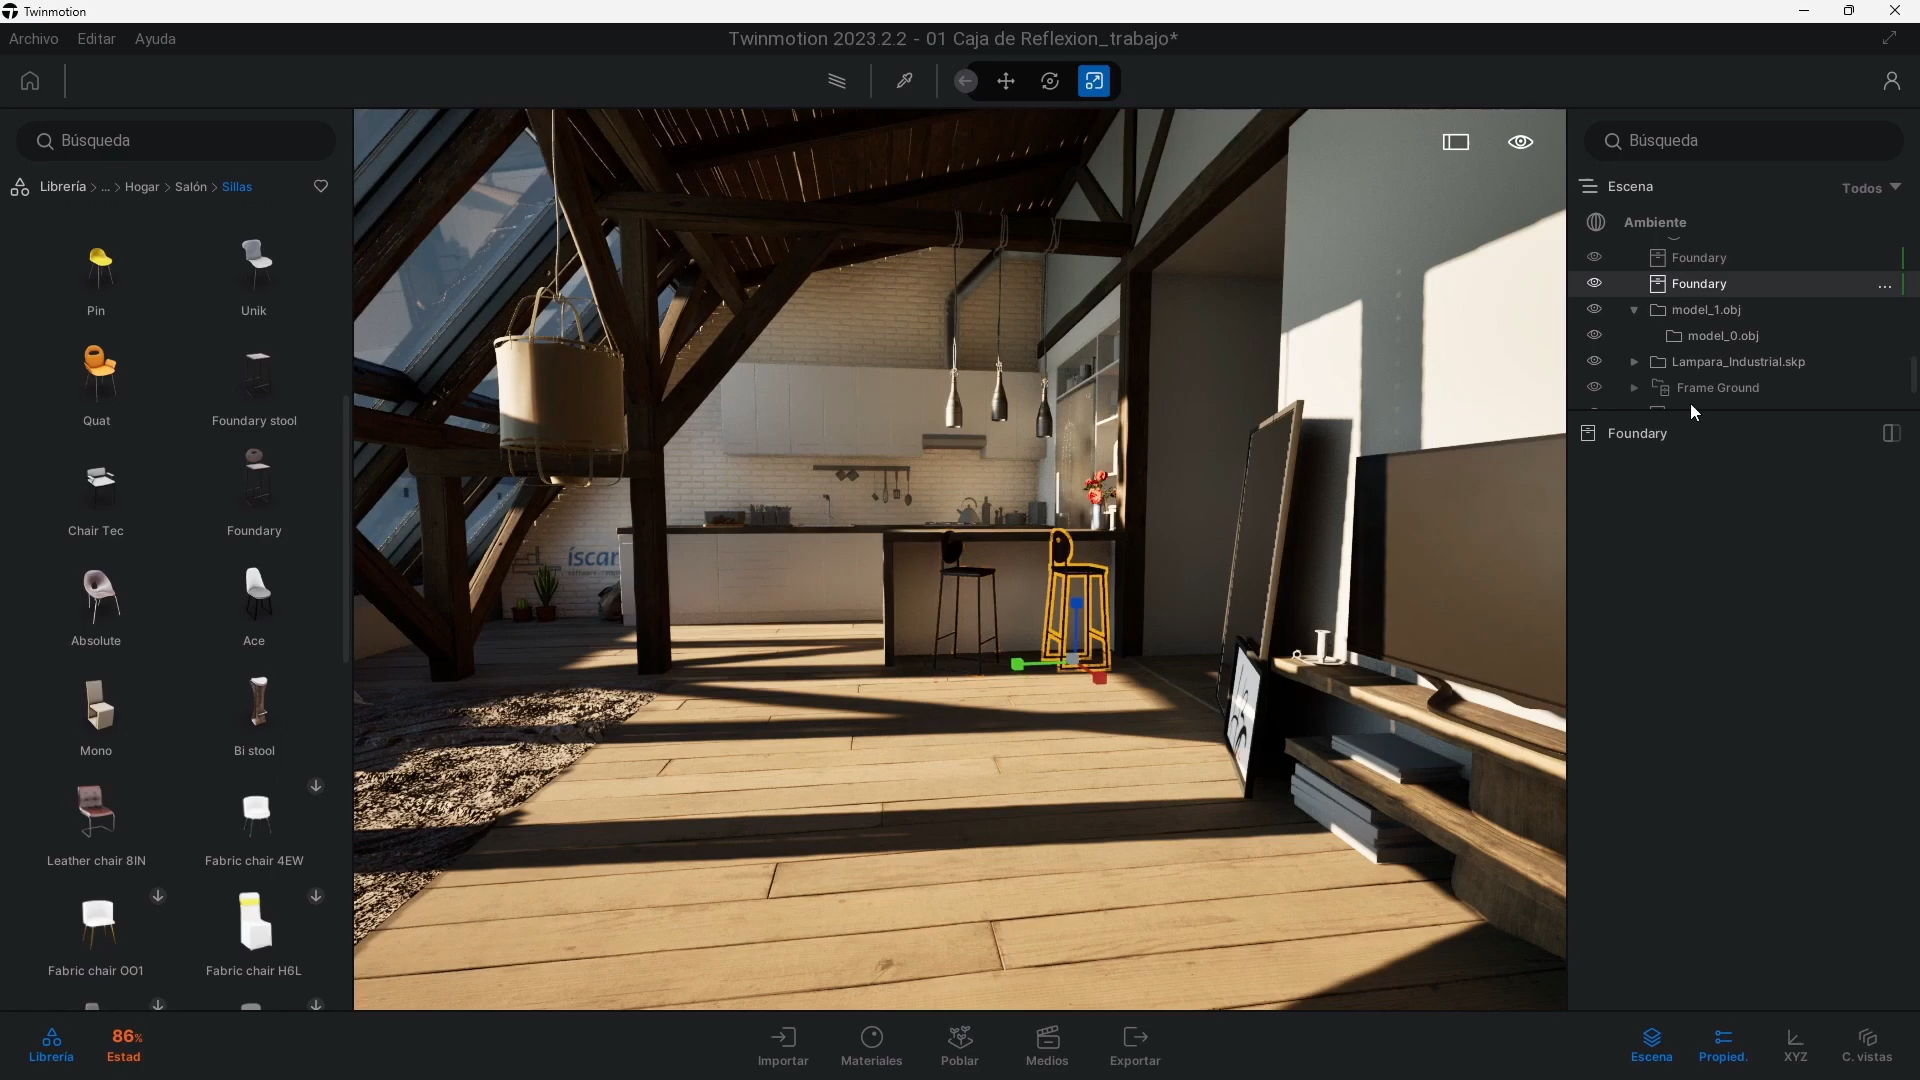 Twinmotion
Archivo Editar Ayuda
Twinmotion 2023.2.2 - 01 Caja de Reflexion_trabajo*
Búsqueda
Librería > ... > Hogar > Salón > Sillas
Pin
Unik
Quat
Foundary stool
Chair Tec
Foundary
Absolute
Ace
Mono
Bi stool
Leather chair 8IN
Fabric chair 4EW
Fabric chair OO1
Fabric chair H6L
íscar
Búsqueda
Escena
Todos
Ambiente
Foundary
Foundary
...
model_1.obj
model_0.obj
Lampara_Industrial.skp
Frame Ground
Foundary
Librería
86%
Estad
Importar
Materiales
Poblar
Medios
Exportar
Escena
Propied.
XYZ
C. vistas